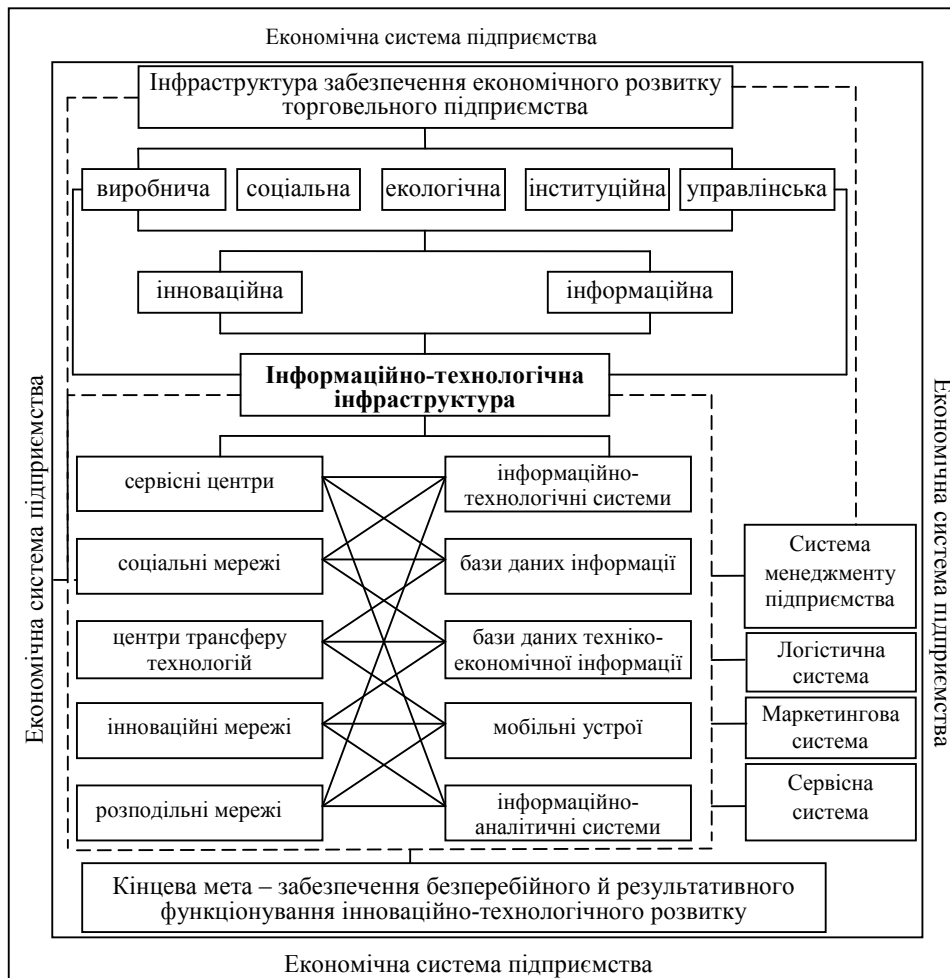 Економічна система підприємства
Інфраструктура забезпечення економічного розвитку
торговельного підприємства
виробнича
соціальна
екологічна
інституційна
управлінська
інноваційна
інформаційна
Інформаційно-технологічна
інфраструктура
сервісні центри
інформаційно-
технологічні системи
соціальні мережі
бази даних інформації
центри трансферу
технологій
бази даних техніко-
економічної інформації
інноваційні мережі
мобільні устрої
розподільні мережі
інформаційно-
аналітичні системи
Система
менеджменту
підприємства
Логістична
система
Маркетингова
система
Сервісна
система
Економічна система підприємства
Економічна система підприємства
Кінцева мета – забезпечення безперебійного й результативного
функціонування інноваційно-технологічного розвитку
Економічна система підприємства